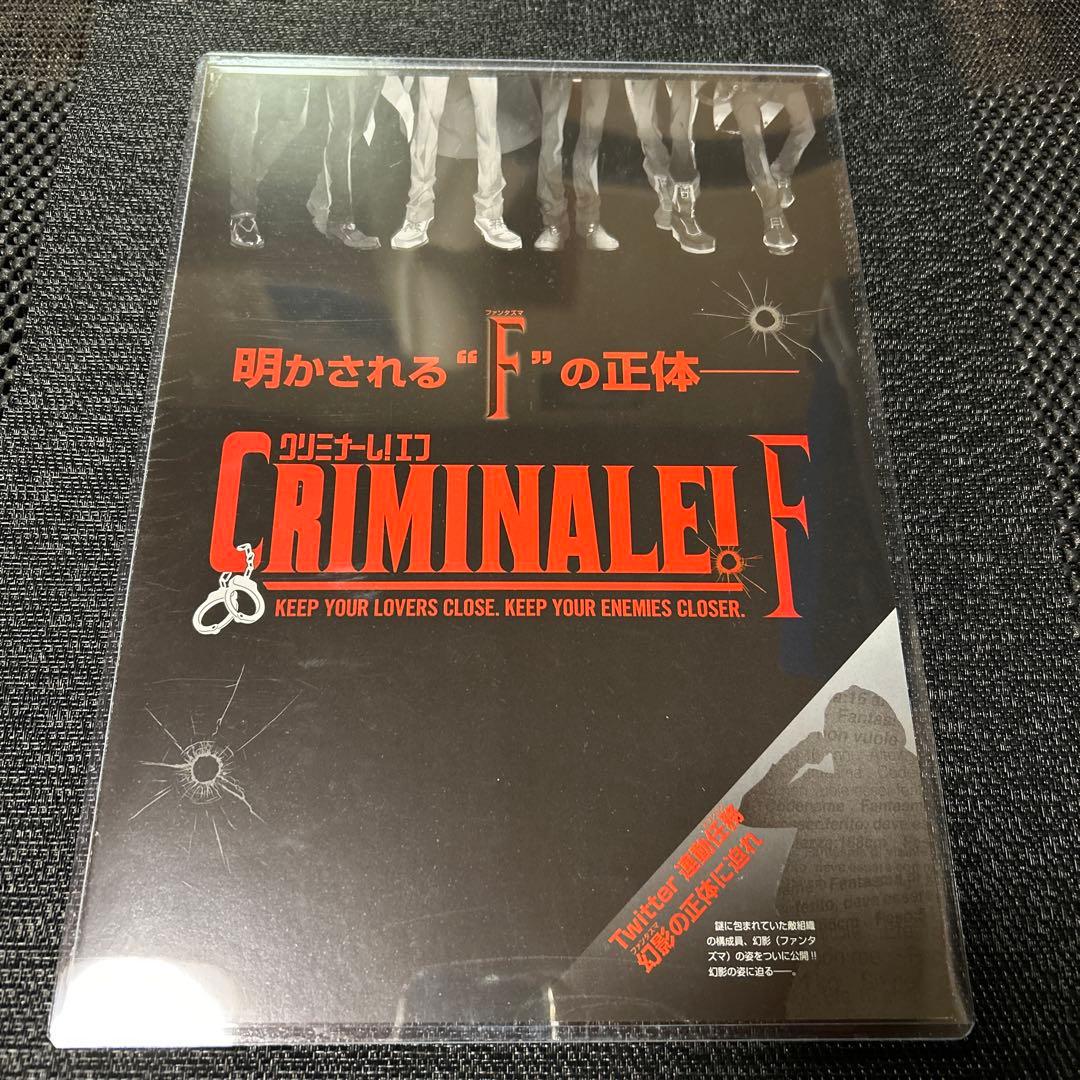 ファンタズマ
明かされる“F”の正体――
クリミナーレ!エフ
CRIMINALE! F
KEEP YOUR LOVERS CLOSE. KEEP YOUR ENEMIES CLOSER.
Twitter 連動任務
ファンタズマ
幻影の正体に迫れ
謎に包まれていた敵組織
の構成員、幻影（ファンタ
ズマ）の姿をついに公開!!
幻影の姿に迫る――。